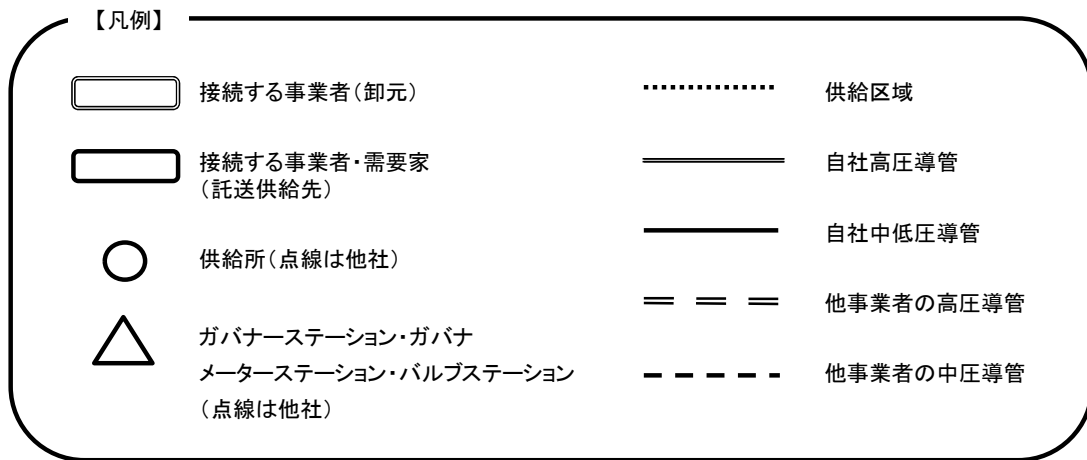 【凡例】
接続する事業者（卸元）
接続する事業者・需要家
（託送供給先）
供給所（点線は他社）
ガバナーステーション・ガバナ
メーターステーション・バルブステーション
（点線は他社）
供給区域
自社高圧導管
自社中低圧導管
他事業者の高圧導管
他事業者の中圧導管